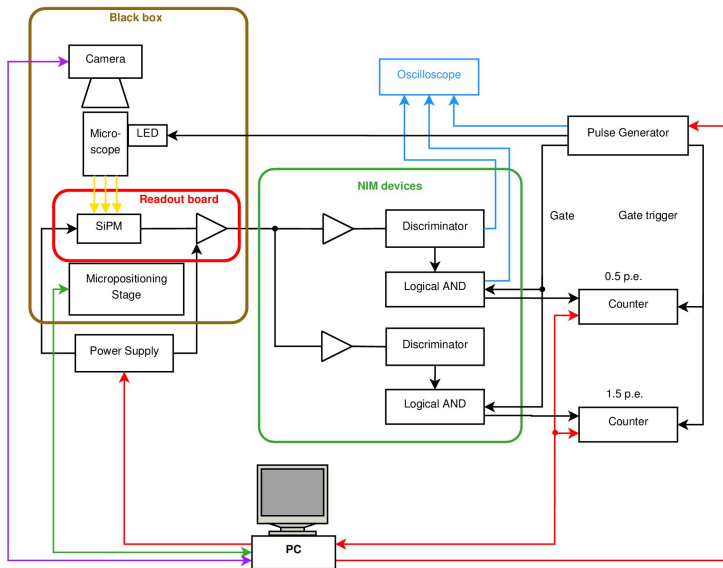 Black box
Camera
Oscilloscope
Micro-
scope
LED
Pulse Generator
Readout board
NIM devices
SiPM
Discriminator
Gate
Gate trigger
Micropositioning
Stage
Logical AND
0.5 p.e.
Counter
Power Supply
Discriminator
1.5 p.e.
Logical AND
Counter
PC